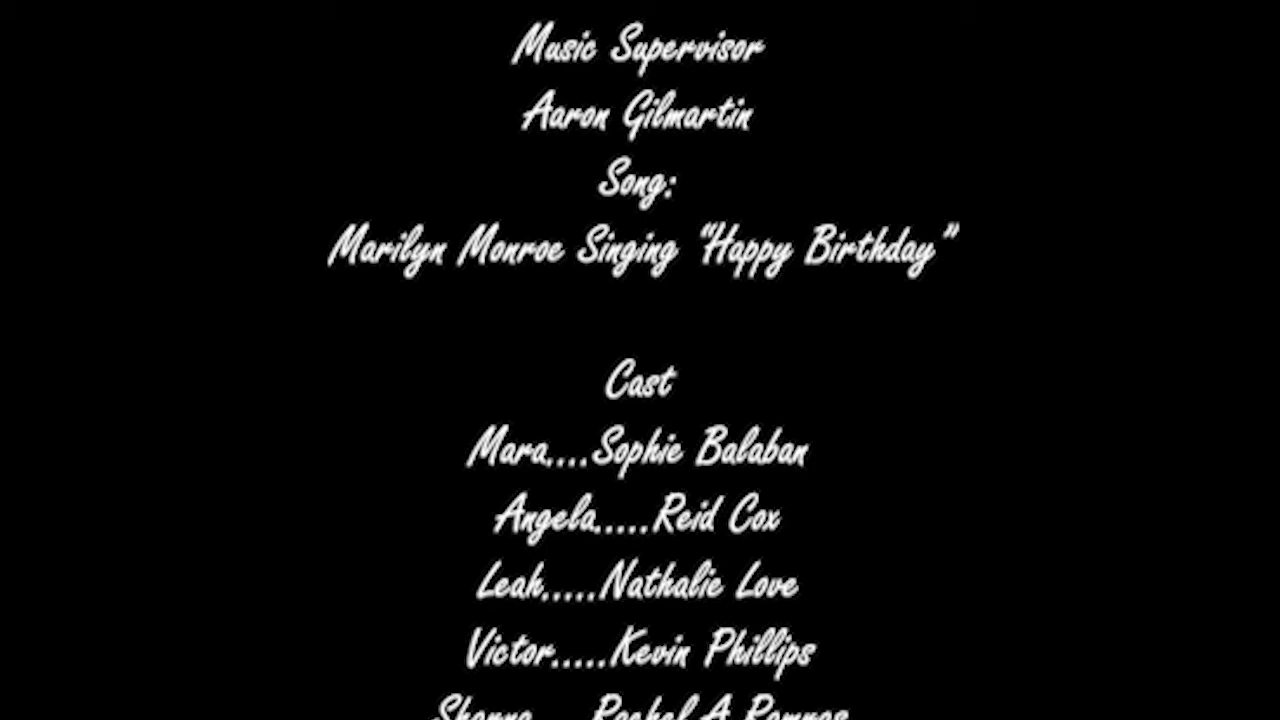 Music Supervisor
Aaron Gilmartin
Song:
Marilyn Monroe Singing “Happy Birthday”
Cast
Mara....Sophie Balaban
Angela.....Reid Cox
Leah.....Nathalie Love
Victor.....Kevin Phillips
Rachel A